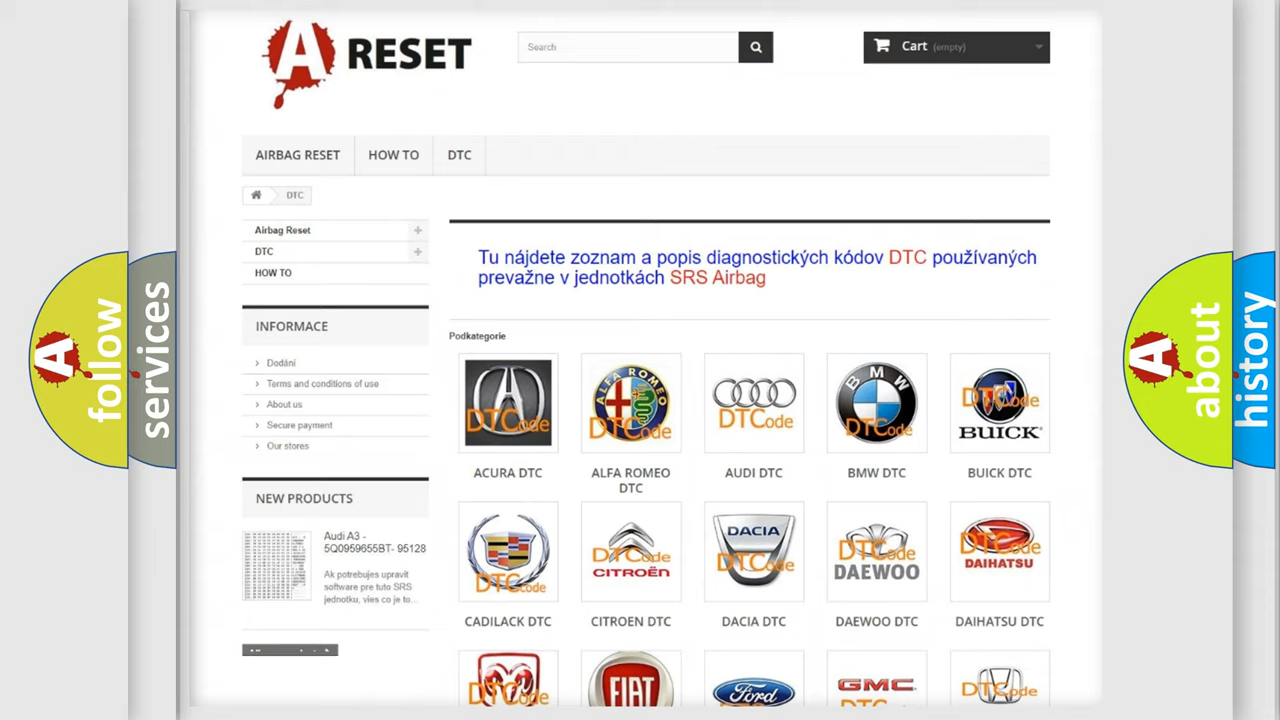 A RESET
Search
Cart (empty)
AIRBAG RESET
HOW TO
DTC
DTC
Airbag Reset
DTC
HOW TO
Tu nájdete zoznam a popis diagnostických kódov DTC používaných
prevažne v jednotkách SRS Airbag
INFORMACE
Dodání
Terms and conditions of use
About us
Secure payment
Our stores
NEW PRODUCTS
Audi A3 -
5Q0959655BT- 95128
Ak potrebujes upravit
software pre tuto SRS
jednotku, vies co je to...
Podkategorie
DTCode
ALFA ROMEO
DTCode
DTCode
BMW
DTCode
DTCode
BUICK
ACURA DTC
ALFA ROMEO
DTC
AUDI DTC
BMW DTC
BUICK DTC
DTCode
DTCode
CITROËN
DACIA
DTCode
DTCode
DAEWOO
DTCode
DAIHATSU
CADILACK DTC
CITROEN DTC
DACIA DTC
DAEWOO DTC
DAIHATSU DTC
DTCode
FIAT
Ford
GMC
DTCode
A follow
services
A about
history